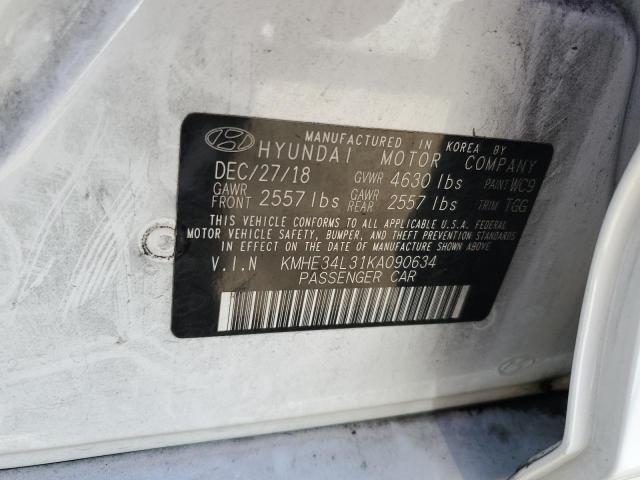 MANUFACTURED IN KOREA BY
HYUNDAI MOTOR COMPANY
DEC/27/18 GVWR 4630 lbs PAINT WC9
GAWR FRONT 2557 lbs GAWR REAR 2557 lbs TRIM TGG
THIS VEHICLE CONFORMS TO ALL APPLICABLE U.S.A. FEDERAL
MOTOR VEHICLE SAFETY, BUMPER, AND THEFT PREVENTION STANDARDS
IN EFFECT ON THE DATE OF MANUFACTURE SHOWN ABOVE.
V.I.N KMHE34L31KA090634
PASSENGER CAR